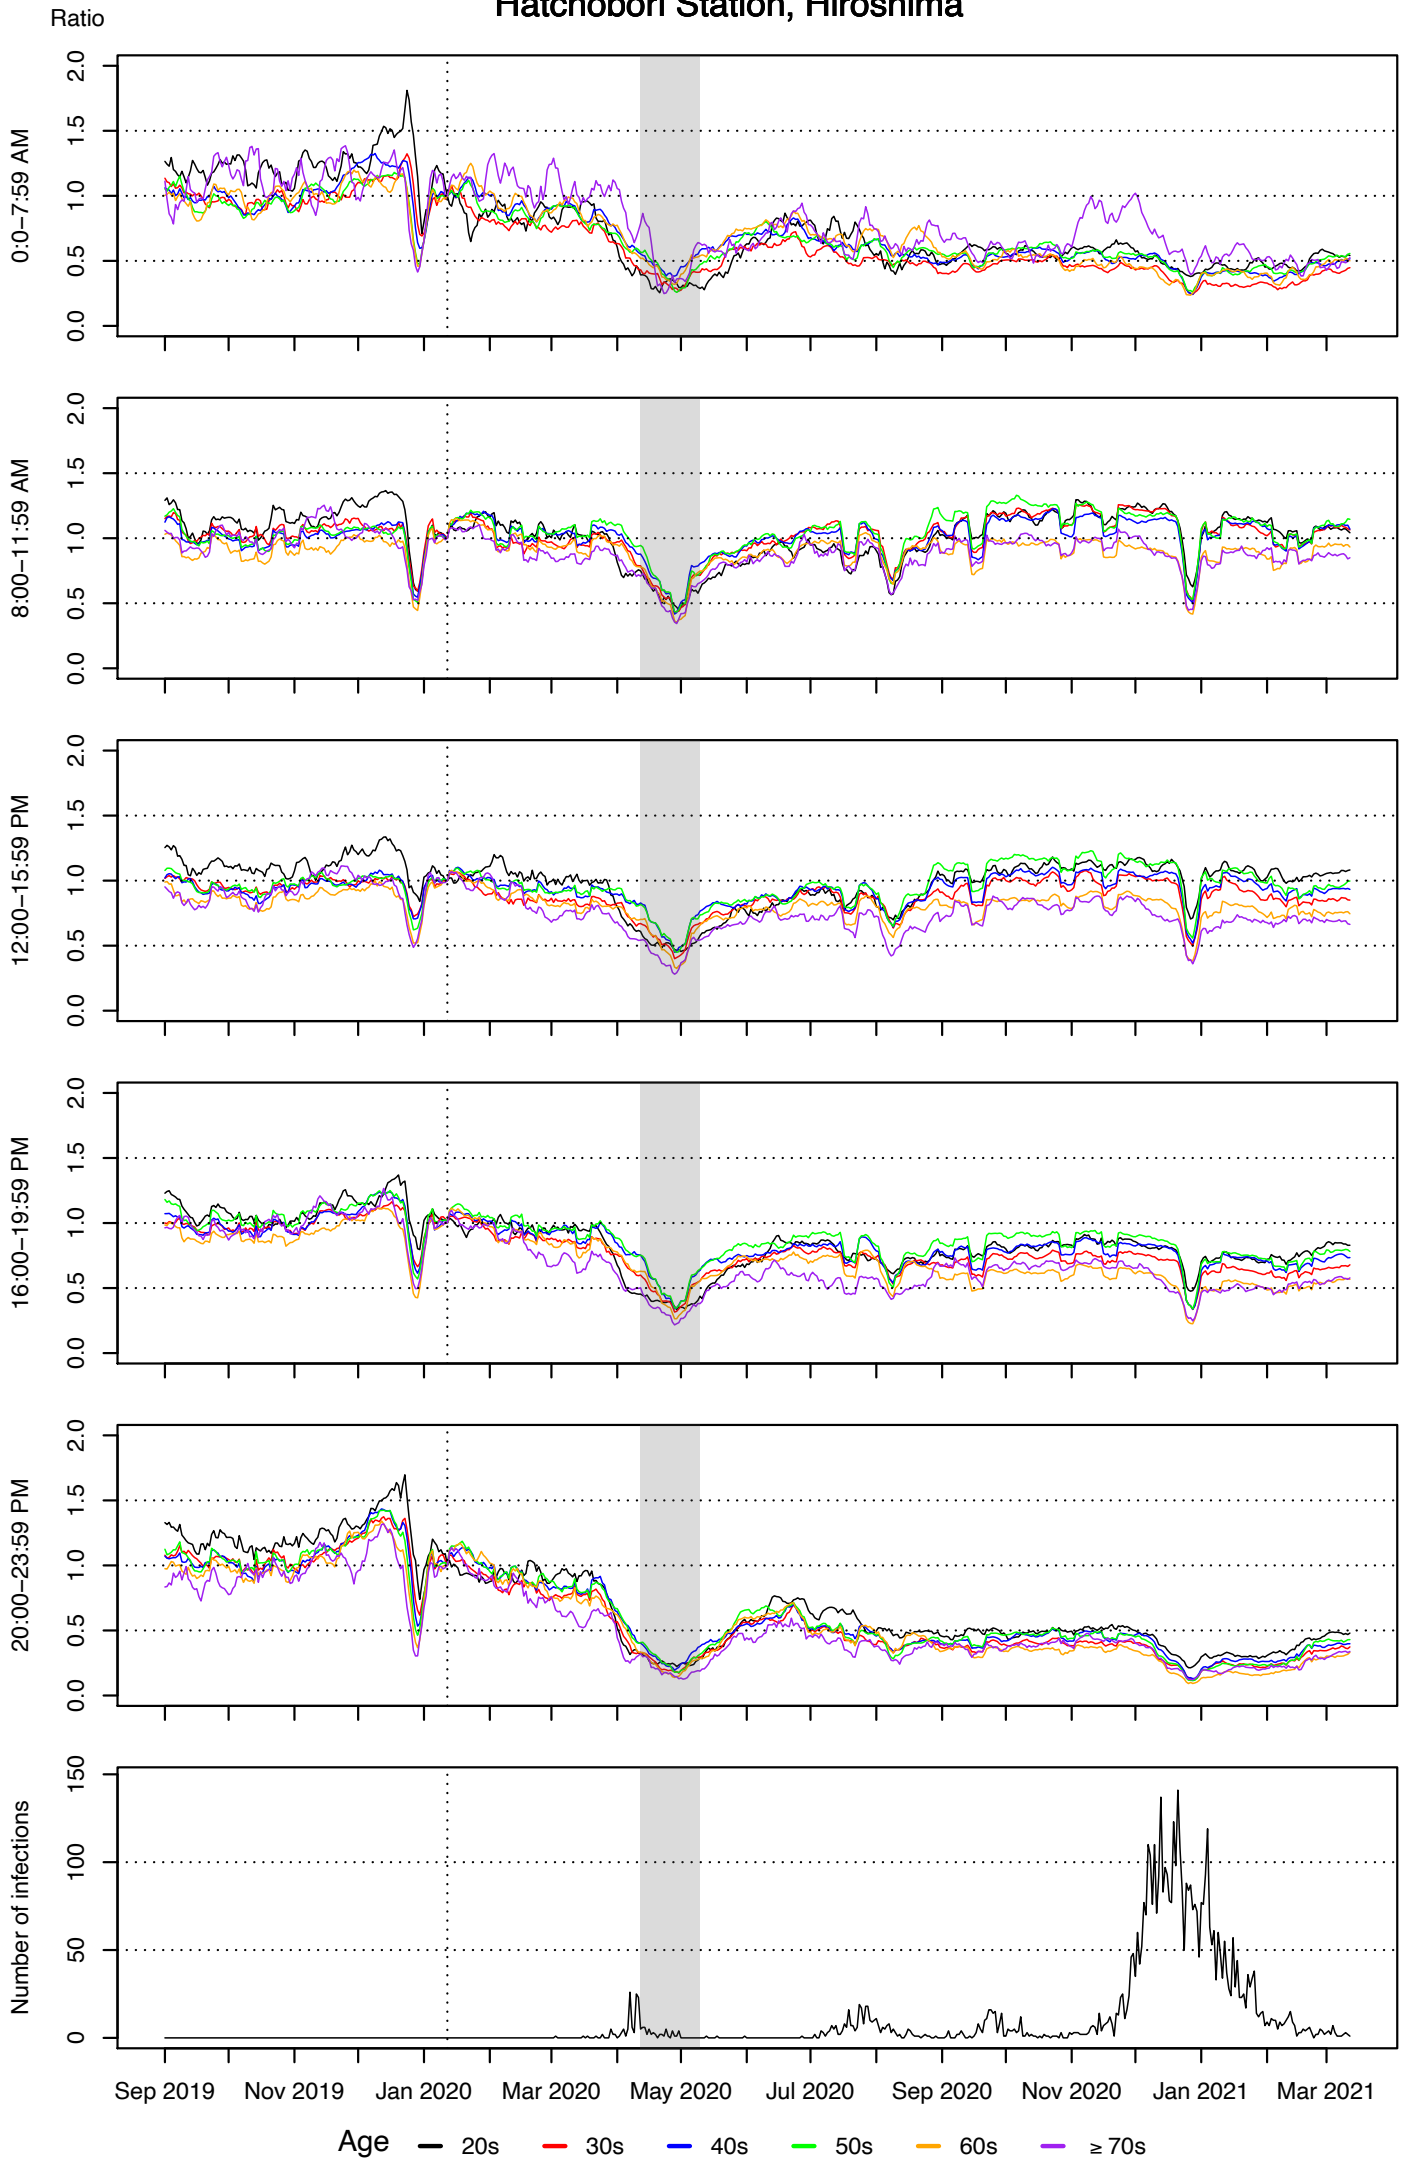 Hatchobori Station, Hiroshima
Ratio
0:0–7:59 AM
2.0
1.5
1.0
0.5
0.0
8:00–11:59 AM
2.0
1.5
1.0
0.5
0.0
12:00–15:59 PM
2.0
1.5
1.0
0.5
0.0
16:00–19:59 PM
2.0
1.5
1.0
0.5
0.0
20:00–23:59 PM
2.0
1.5
1.0
0.5
0.0
Number of infections
150
100
50
0
Sep 2019 Nov 2019 Jan 2020 Mar 2020 May 2020 Jul 2020 Sep 2020 Nov 2020 Jan 2021 Mar 2021
Age 20s 30s 40s 50s 60s ≥ 70s